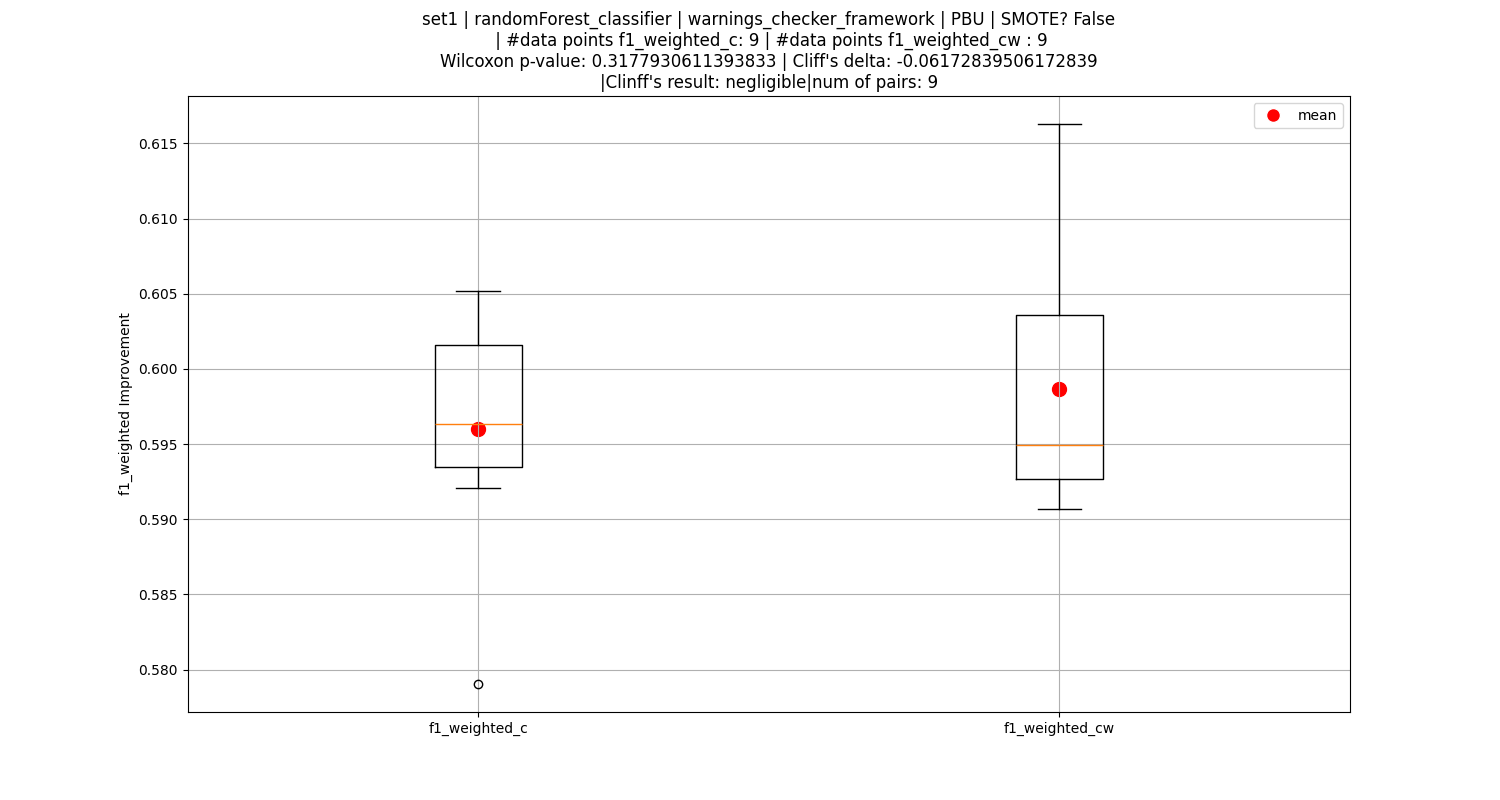 set1 | randomForest_classifier | warnings_checker_framework | PBU | SMOTE? False
| #data points f1_weighted_c: 9 | #data points f1_weighted_cw : 9
Wilcoxon p-value: 0.3177930611393833 | Cliff's delta: -0.06172839506172839
|Clinff's result: negligible|num of pairs: 9
mean
0.615
0.610
0.605
0.600
0.595
0.590
0.585
0.580
f1_weighted Improvement
f1_weighted_c
f1_weighted_cw